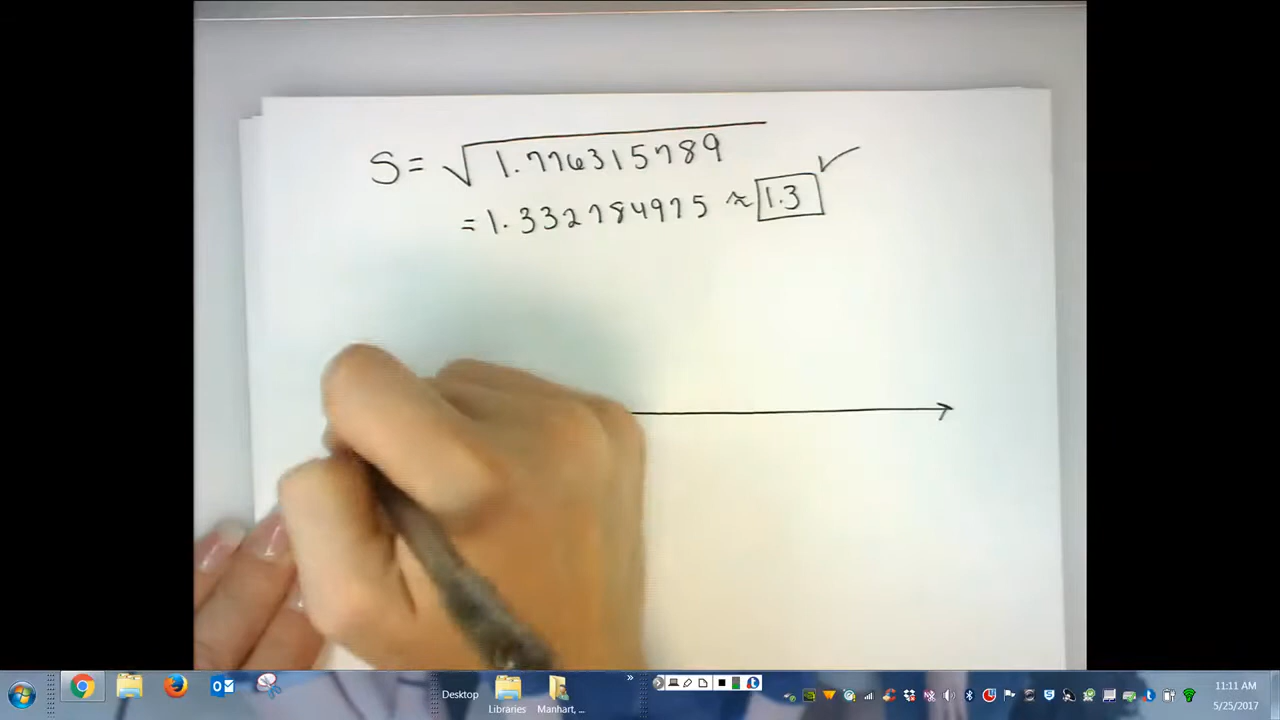 S = √1.776315789
= 1.332784975 ≈ 1.3 ✓
Desktop
Libraries
Manhart, ...
11:11 AM
5/25/2017